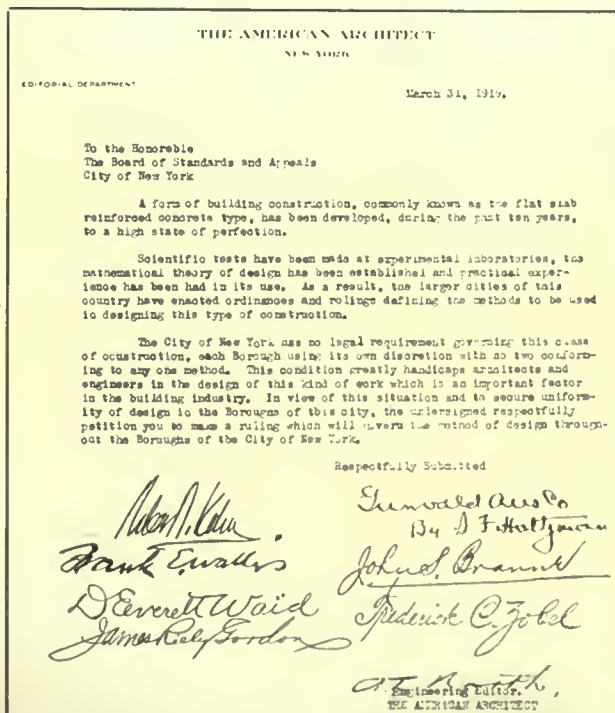 THE AMERICAN ARCHITECT
NEW YORK
EDITORIAL DEPARTMENT
March 31, 1919.
To the Honorable
The Board of Standards and Appeals
City of New York
A form of building construction, commonly known as the flat slab
reinforced concrete type, has been developed, during the past ten years,
to a high state of perfection.
Scientific tests have been made at experimental laboratories, the
mathematical theory of design has been established and practical exper-
ience has been had in its use. As a result, the larger cities of this
country have enacted ordinances and rulings defining the methods to be used
in designing this type of construction.
The City of New York has no legal requirement governing this class
of construction, each Borough using its own discretion with no two conform-
ing to any one method. This condition greatly handicaps architects and
engineers in the design of this kind of work which is an important factor
in the building industry. In view of this situation and to secure uniform-
ity of design in the Boroughs of this city, the undersigned respectfully
petition you to make a ruling which will govern the method of design through-
out the Boroughs of the City of New York.
Respectfully Submitted
Gunvald Aus Co
By S F Holtzman
Frank E. Wallis
John S. Branne
D Everett Waid
Frederick C. Zobel
James Riely Gordon
Engineering Editor.
THE AMERICAN ARCHITECT